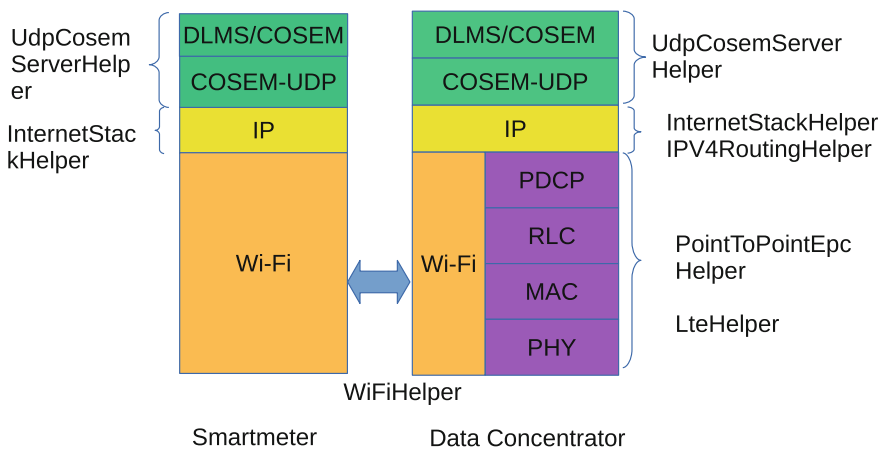 UdpCosem
ServerHelp
er
InternetStac
kHelper
DLMS/COSEM
COSEM-UDP
IP
Wi-Fi
DLMS/COSEM
COSEM-UDP
IP
Wi-Fi
PDCP
RLC
MAC
PHY
UdpCosemServer
Helper
InternetStackHelper
IPV4RoutingHelper
PointToPointEpc
Helper
LteHelper
WiFiHelper
Smartmeter
Data Concentrator